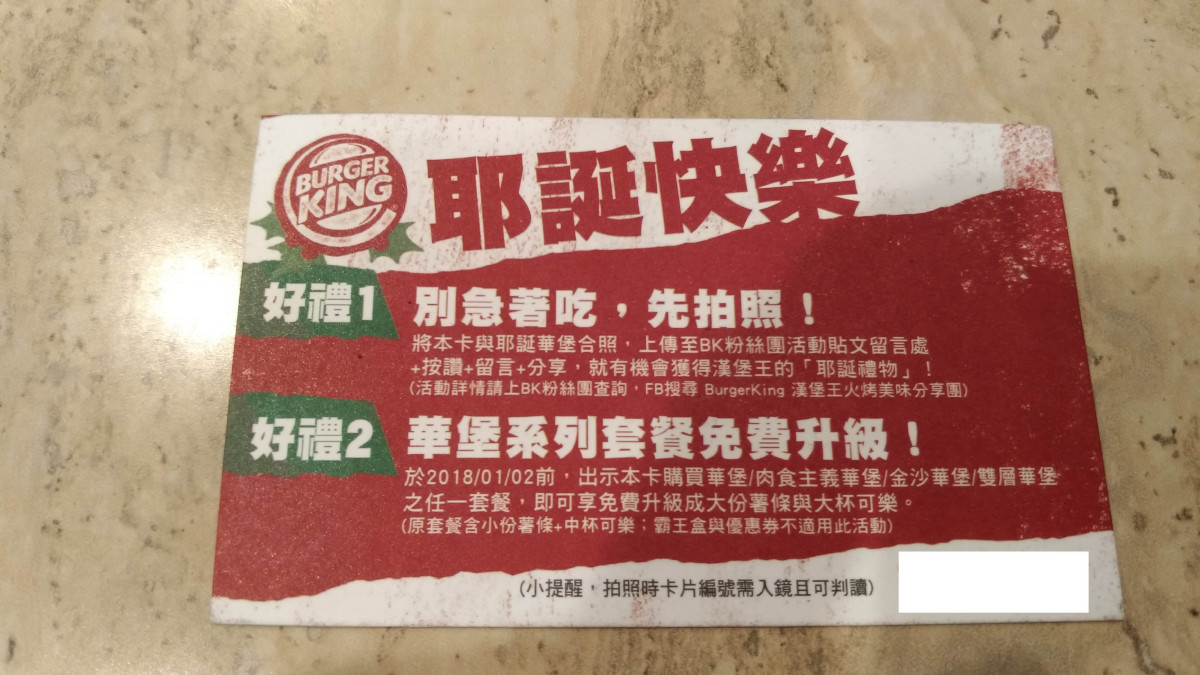 BURGER
KING
耶誕快樂
好禮1 別急著吃，先拍照！
將本卡與耶誕華堡合照，上傳至BK粉絲團活動貼文留言處
+按讚+留言+分享，就有機會獲得漢堡王的「耶誕禮物」！
(活動詳情請上BK粉絲團查詢，FB搜尋 BurgerKing 漢堡王火烤美味分享團)
好禮2 華堡系列套餐免費升級！
於2018/01/02前，出示本卡購買華堡/肉食主義華堡/金沙華堡/雙層華堡
之任一套餐，即可享免費升級成大份薯條與大杯可樂。
(原套餐含小份薯條+中杯可樂；霸王盒與優惠券不適用此活動)
(小提醒，拍照時卡片編號需入鏡且可判讀)